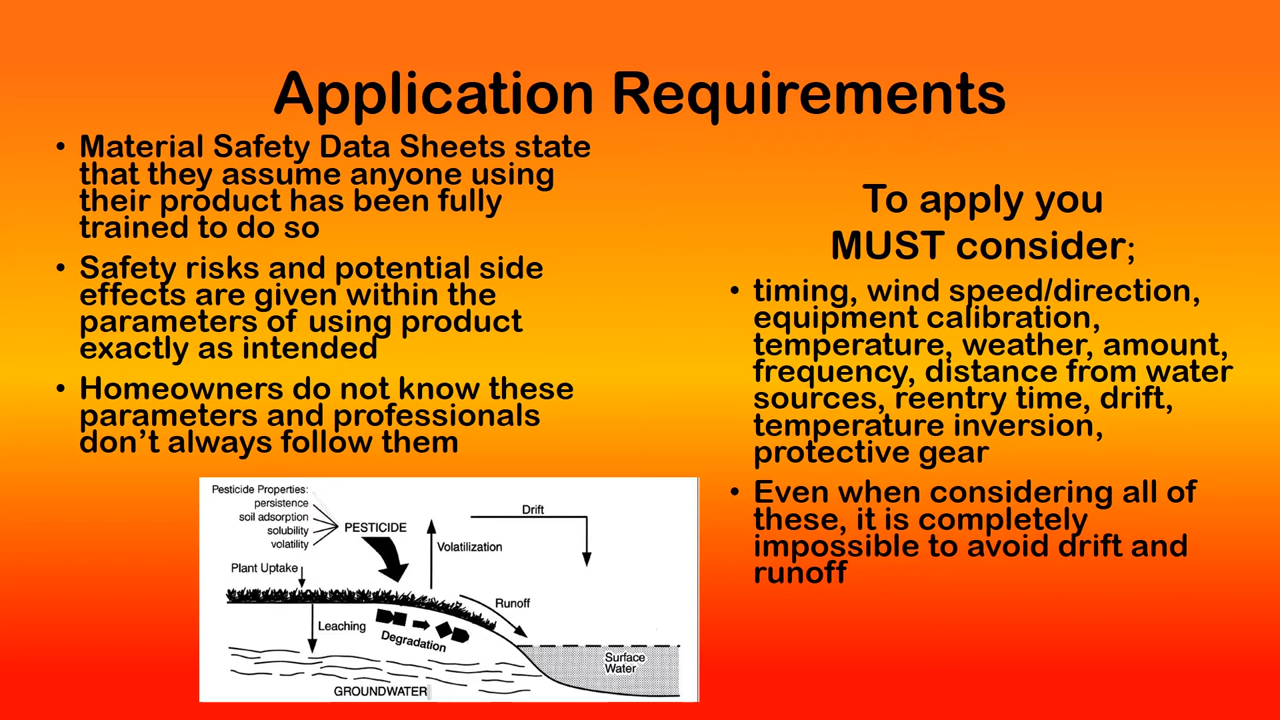 Application Requirements
• Material Safety Data Sheets state
that they assume anyone using
their product has been fully
trained to do so
• Safety risks and potential side
effects are given within the
parameters of using product
exactly as intended
• Homeowners do not know these
parameters and professionals
don’t always follow them
To apply you
MUST consider;
• timing, wind speed/direction,
equipment calibration,
temperature, weather, amount,
frequency, distance from water
sources, reentry time, drift,
temperature inversion,
protective gear
• Even when considering all of
these, it is completely
impossible to avoid drift and
runoff
Pesticide Properties:
persistence
soil adsorption
solubility
volatility
PESTICIDE
Drift
Volatilization
Plant Uptake
Runoff
Leaching
Degradation
Surface
Water
GROUNDWATER